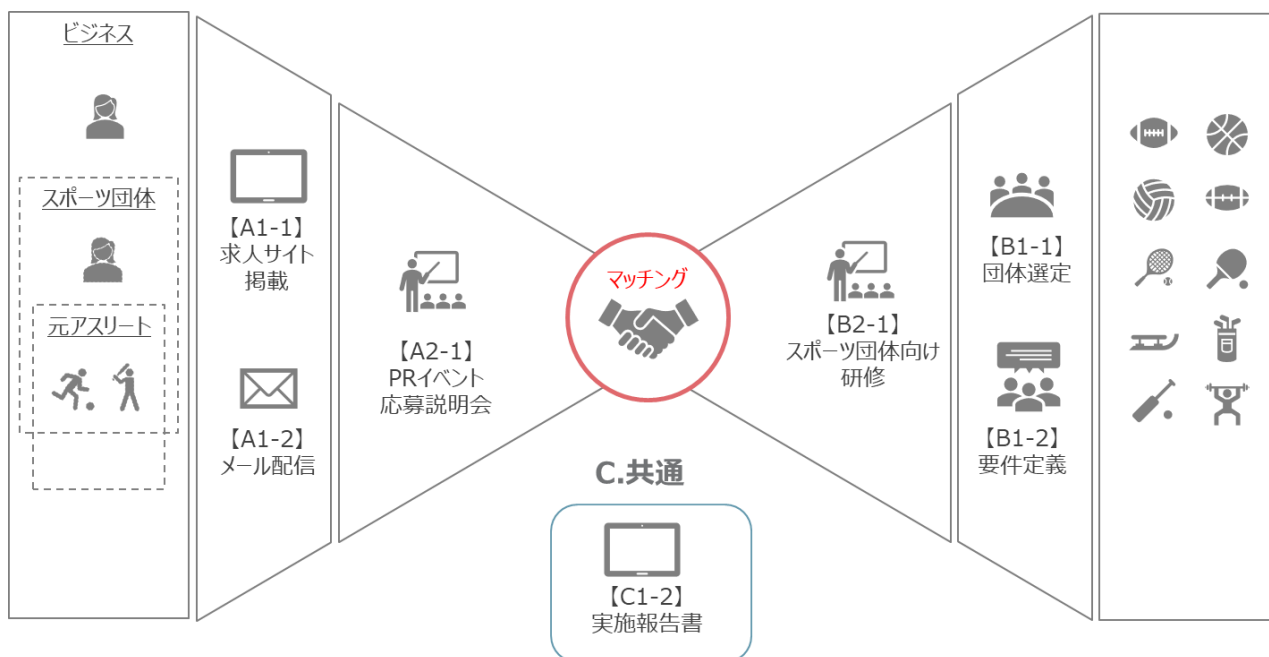 ビジネス
スポーツ団体
元アスリート
【A1-1】
求人サイト
掲載
【A1-2】
メール配信
【A2-1】
PRイベント
応募説明会
マッチング
【B2-1】
スポーツ団体向け
研修
【B1-1】
団体選定
【B1-2】
要件定義
C.共通
【C1-2】
実施報告書